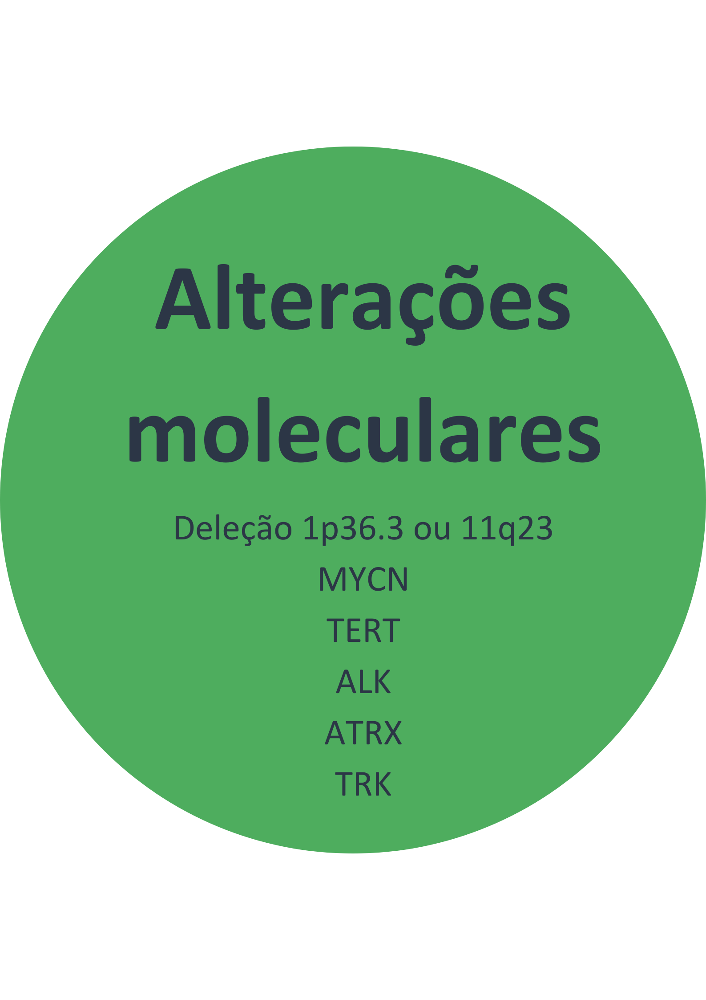 Alterações
moleculares
Deleção 1p36.3 ou 11q23
MYCN
TERT
ALK
ATRX
TRK